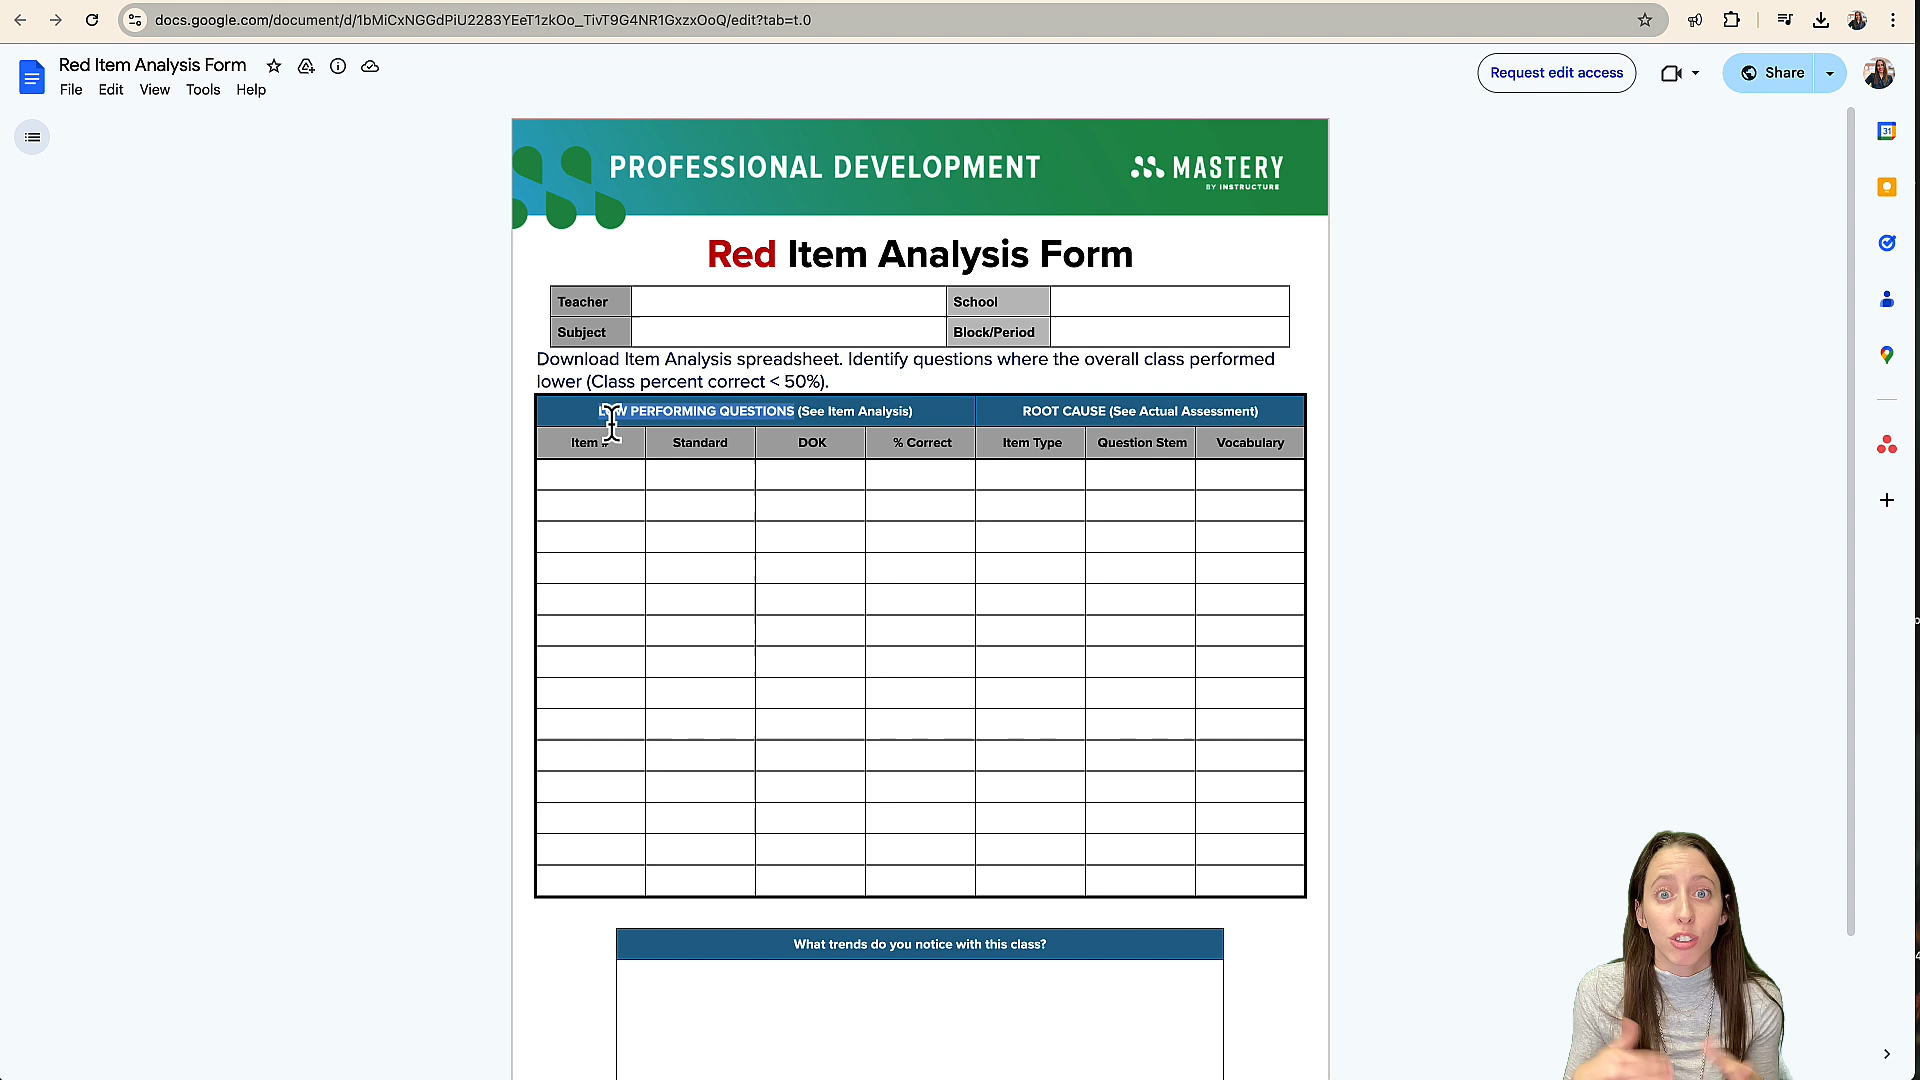 docs.google.com/document/d/1bMiCxNGGdPiU2283YEeT1zkOo_TivT9G4NR1GxzxOoQ/edit?tab=t.0
Red Item Analysis Form
File Edit View Tools Help
Request edit access
Share
31
PROFESSIONAL DEVELOPMENT
MASTERY
BY INSTRUCTURE
Red Item Analysis Form
Teacher School
Subject Block/Period
Download Item Analysis spreadsheet. Identify questions where the overall class performed
lower (Class percent correct < 50%).
LOW PERFORMING QUESTIONS (See Item Analysis) ROOT CAUSE (See Actual Assessment)
Item # Standard DOK % Correct Item Type Question Stem Vocabulary
What trends do you notice with this class?